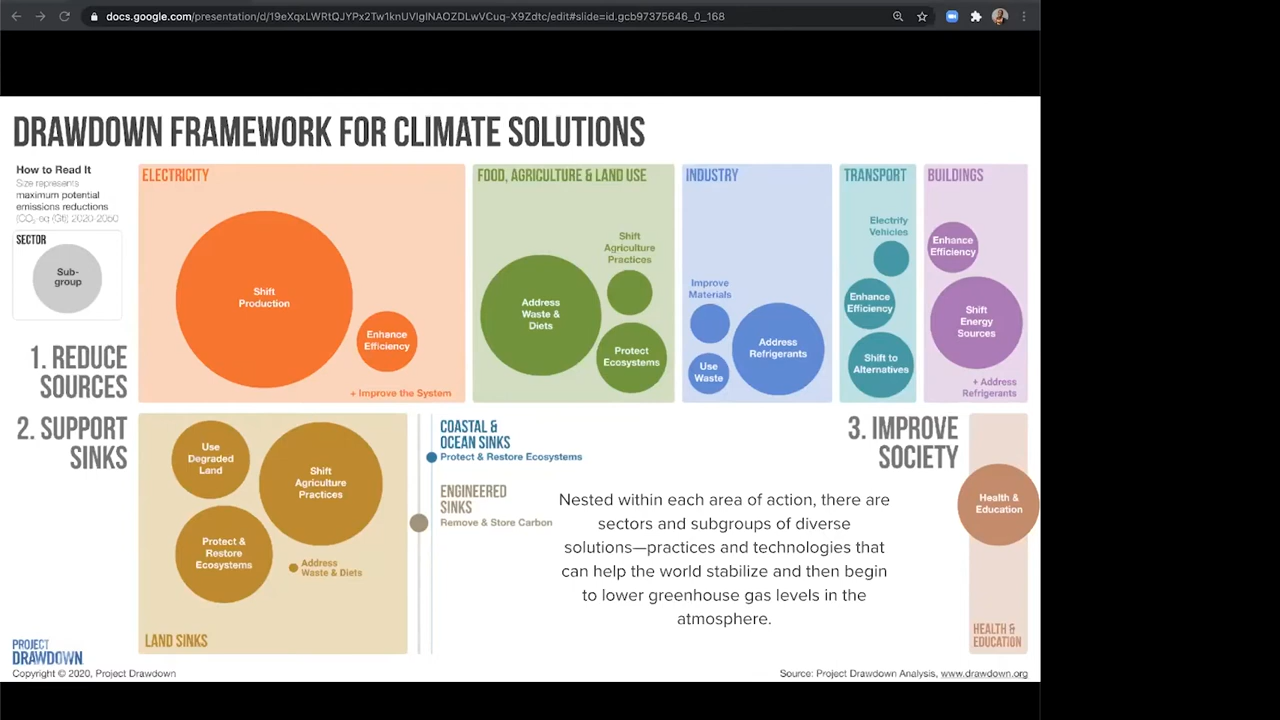 docs.google.com/presentation/d/19eXqxLWRtQJYPx2Tw1knUVIgINAOZDLwVCuq-X9Zdtc/edit#slide=id.gcb97375646_0_168
DRAWDOWN FRAMEWORK FOR CLIMATE SOLUTIONS
How to Read It
Size represents
maximum potential
emissions reductions
(CO2 eq (Gt)) 2020-2050
SECTOR
Sub-
group
1. REDUCE
SOURCES
ELECTRICITY
Shift
Production
Enhance
Efficiency
+ Improve the System
FOOD, AGRICULTURE & LAND USE
Address
Waste &
Diets
Shift
Agriculture
Practices
Protect
Ecosystems
INDUSTRY
Improve
Materials
Use
Waste
Address
Refrigerants
TRANSPORT
Electrify
Vehicles
Enhance
Efficiency
Shift to
Alternatives
BUILDINGS
Enhance
Efficiency
Shift
Energy
Sources
+ Address
Refrigerants
2. SUPPORT
SINKS
Use
Degraded
Land
Shift
Agriculture
Practices
Protect &
Restore
Ecosystems
Address
Waste & Diets
LAND SINKS
COASTAL &
OCEAN SINKS
Protect & Restore Ecosystems
ENGINEERED
SINKS
Remove & Store Carbon
Nested within each area of action, there are
sectors and subgroups of diverse
solutions—practices and technologies that
can help the world stabilize and then begin
to lower greenhouse gas levels in the
atmosphere.
3. IMPROVE
SOCIETY
Health &
Education
HEALTH &
EDUCATION
PROJECT
DRAWDOWN
Copyright © 2020, Project Drawdown
Source: Project Drawdown Analysis, www.drawdown.org